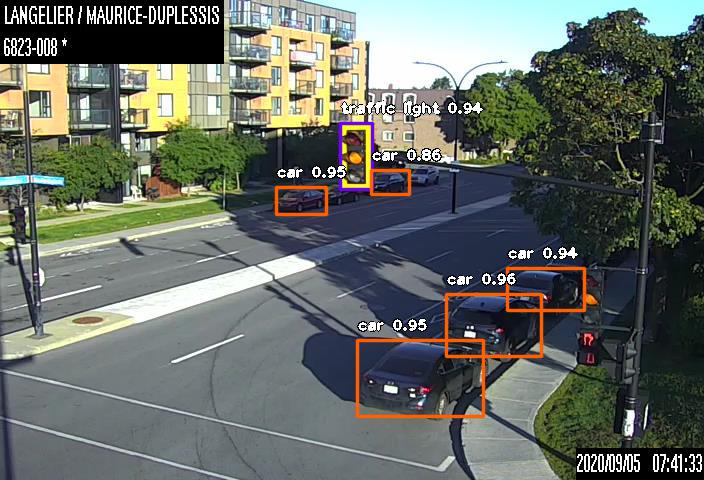 LANGELIER / MAURICE-DUPLESSIS
6823-008 *
traffic light 0.94
car 0.95
car 0.86
car 0.94
car 0.96
car 0.95
2020/09/05 07:41:33